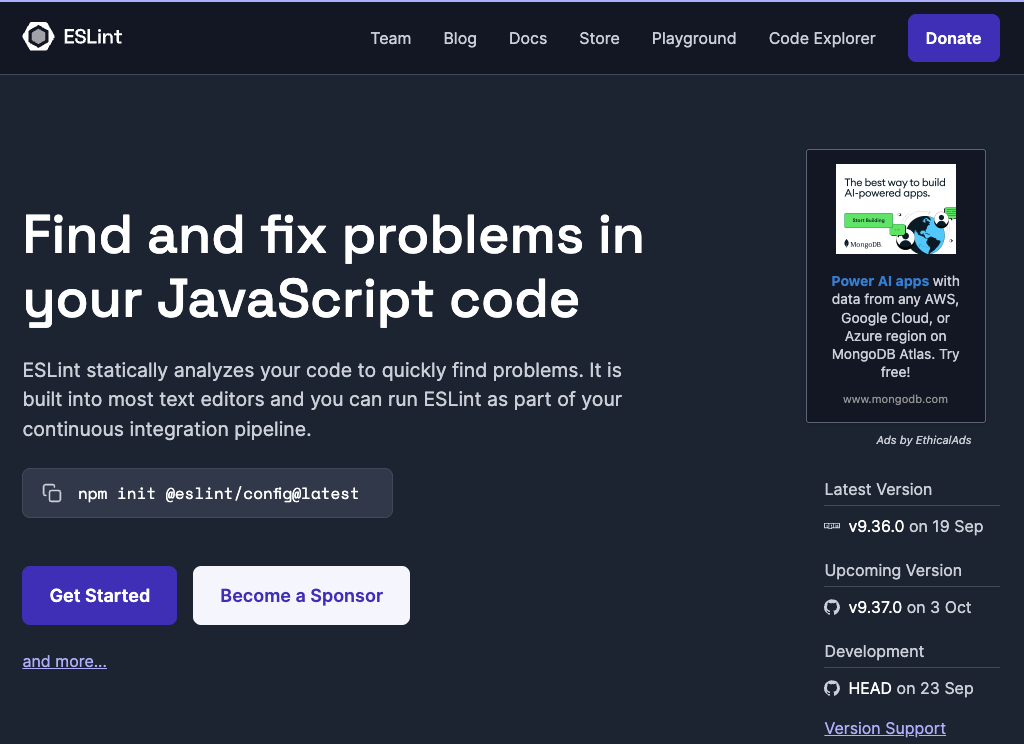 ESLint
Team Blog Docs Store Playground Code Explorer Donate
Find and fix problems in
your JavaScript code
ESLint statically analyzes your code to quickly find problems. It is
built into most text editors and you can run ESLint as part of your
continuous integration pipeline.
npm init @eslint/config@latest
Get Started Become a Sponsor
and more...
The best way to build
AI-powered apps.
Start Building
MongoDB
Power AI apps with
data from any AWS,
Google Cloud, or
Azure region on
MongoDB Atlas. Try
free!
www.mongodb.com
Ads by EthicalAds
Latest Version
npm v9.36.0 on 19 Sep
Upcoming Version
v9.37.0 on 3 Oct
Development
HEAD on 23 Sep
Version Support